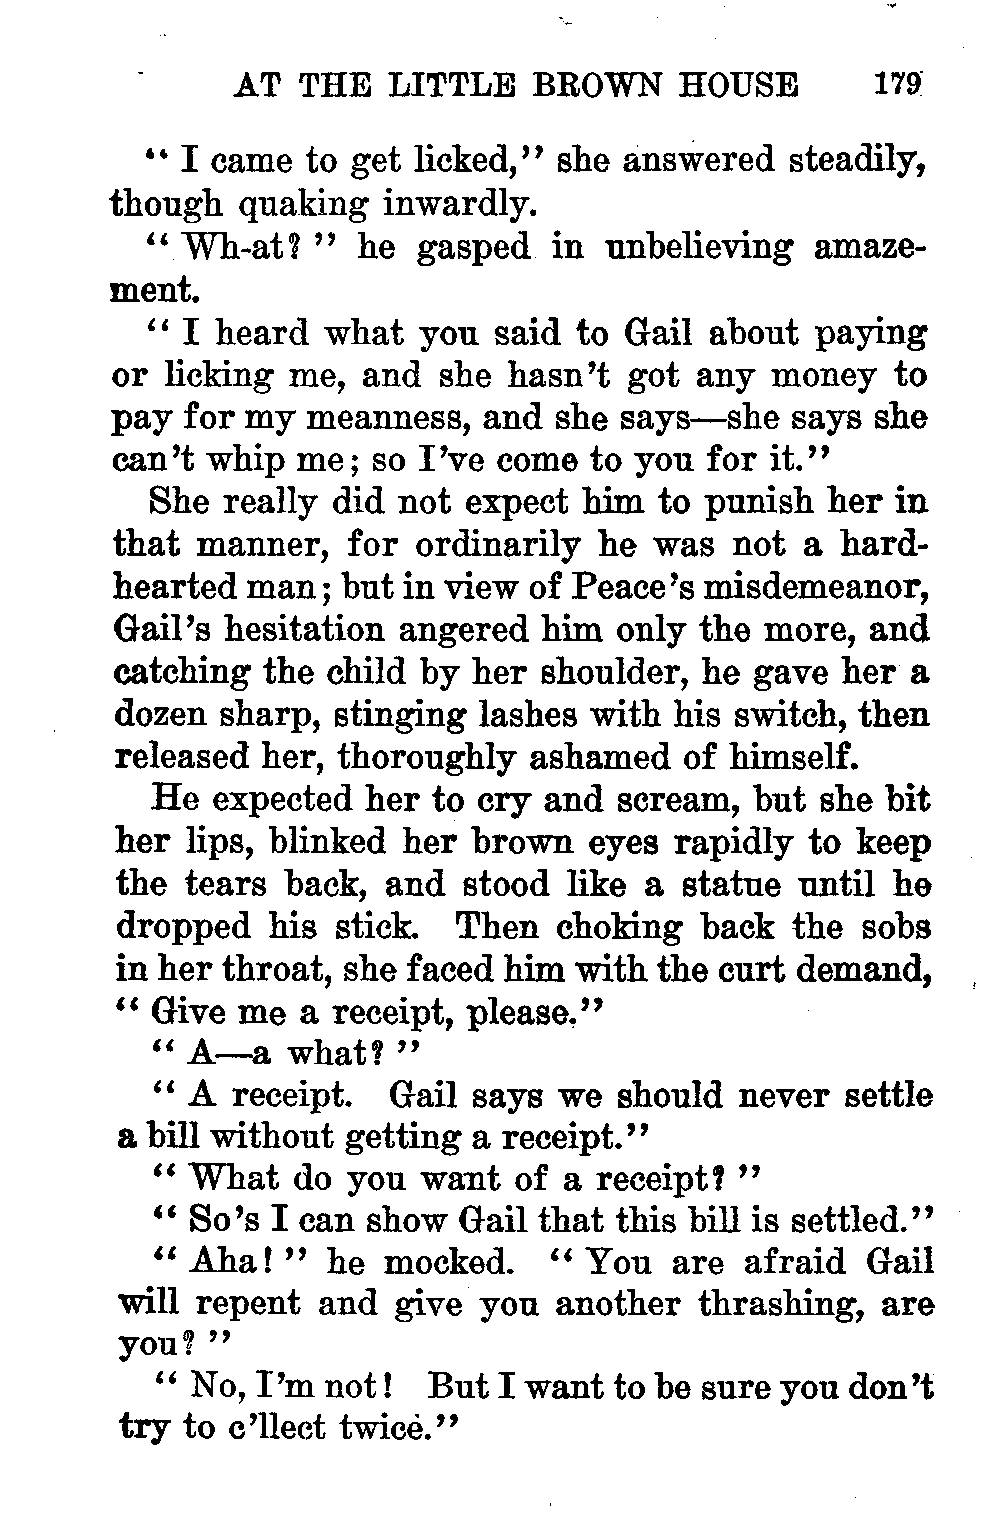 AT THE LITTLE BROWN HOUSE 179
“ I came to get licked,” she answered steadily,
though quaking inwardly.
“ Wh-at? ” he gasped in unbelieving amaze-
ment.
“ I heard what you said to Gail about paying
or licking me, and she hasn’t got any money to
pay for my meanness, and she says—she says she
can’t whip me; so I’ve come to you for it.”
She really did not expect him to punish her in
that manner, for ordinarily he was not a hard-
hearted man; but in view of Peace’s misdemeanor,
Gail’s hesitation angered him only the more, and
catching the child by her shoulder, he gave her a
dozen sharp, stinging lashes with his switch, then
released her, thoroughly ashamed of himself.
He expected her to cry and scream, but she bit
her lips, blinked her brown eyes rapidly to keep
the tears back, and stood like a statue until he
dropped his stick. Then choking back the sobs
in her throat, she faced him with the curt demand,
“ Give me a receipt, please.”
“ A—a what? ”
“ A receipt. Gail says we should never settle
a bill without getting a receipt.”
“ What do you want of a receipt? ”
“ So’s I can show Gail that this bill is settled.”
“ Aha! ” he mocked. “ You are afraid Gail
will repent and give you another thrashing, are
you? ”
“ No, I’m not! But I want to be sure you don’t
try to c’llect twice.”